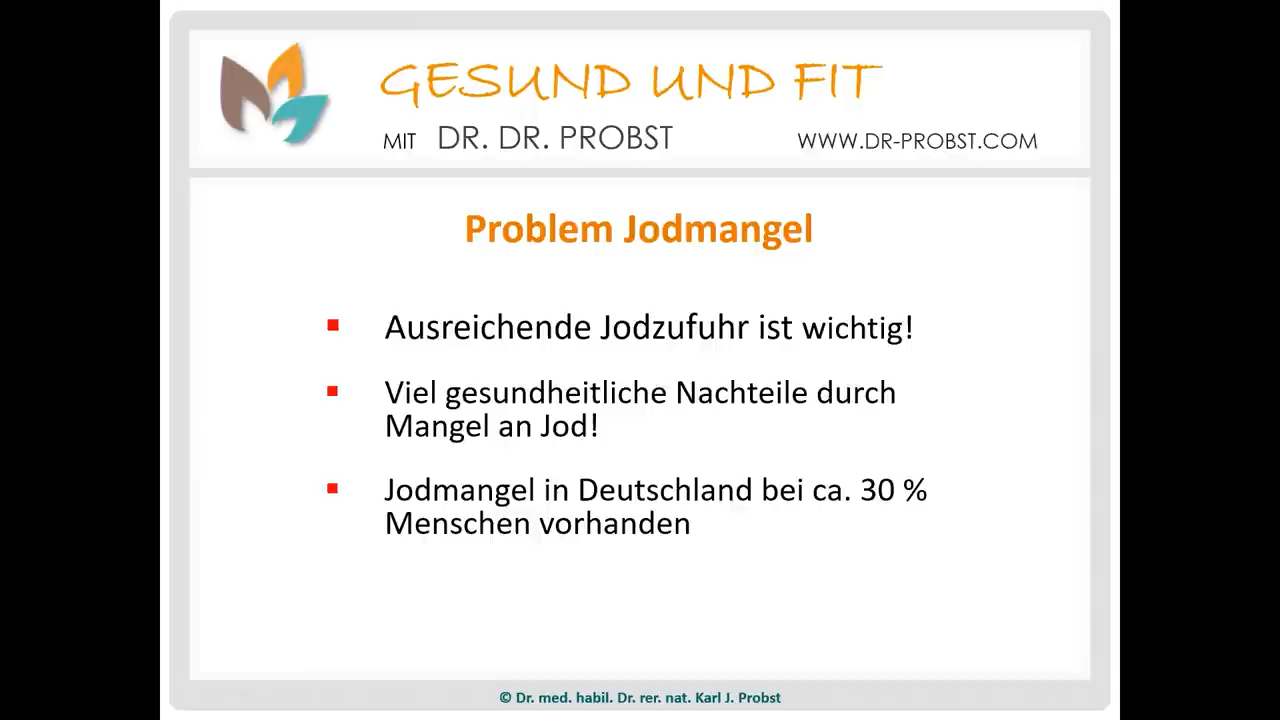 GESUND UND FIT
MIT DR. DR. PROBST WWW.DR-PROBST.COM
Problem Jodmangel
▪ Ausreichende Jodzufuhr ist wichtig!
▪ Viel gesundheitliche Nachteile durch
Mangel an Jod!
▪ Jodmangel in Deutschland bei ca. 30 %
Menschen vorhanden
© Dr. med. habil. Dr. rer. nat. Karl J. Probst